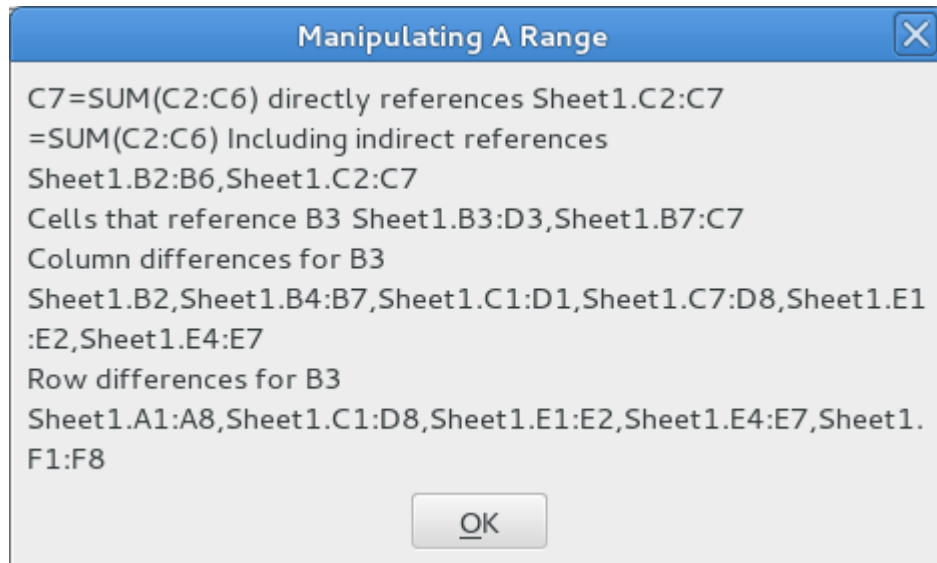 Manipulating A Range
C7=SUM(C2:C6) directly references Sheet1.C2:C7
=SUM(C2:C6) Including indirect references
Sheet1.B2:B6,Sheet1.C2:C7
Cells that reference B3 Sheet1.B3:D3,Sheet1.B7:C7
Column differences for B3
Sheet1.B2,Sheet1.B4:B7,Sheet1.C1:D1,Sheet1.C7:D8,Sheet1.E1
:E2,Sheet1.E4:E7
Row differences for B3
Sheet1.A1:A8,Sheet1.C1:D8,Sheet1.E1:E2,Sheet1.E4:E7,Sheet1.
F1:F8
OK